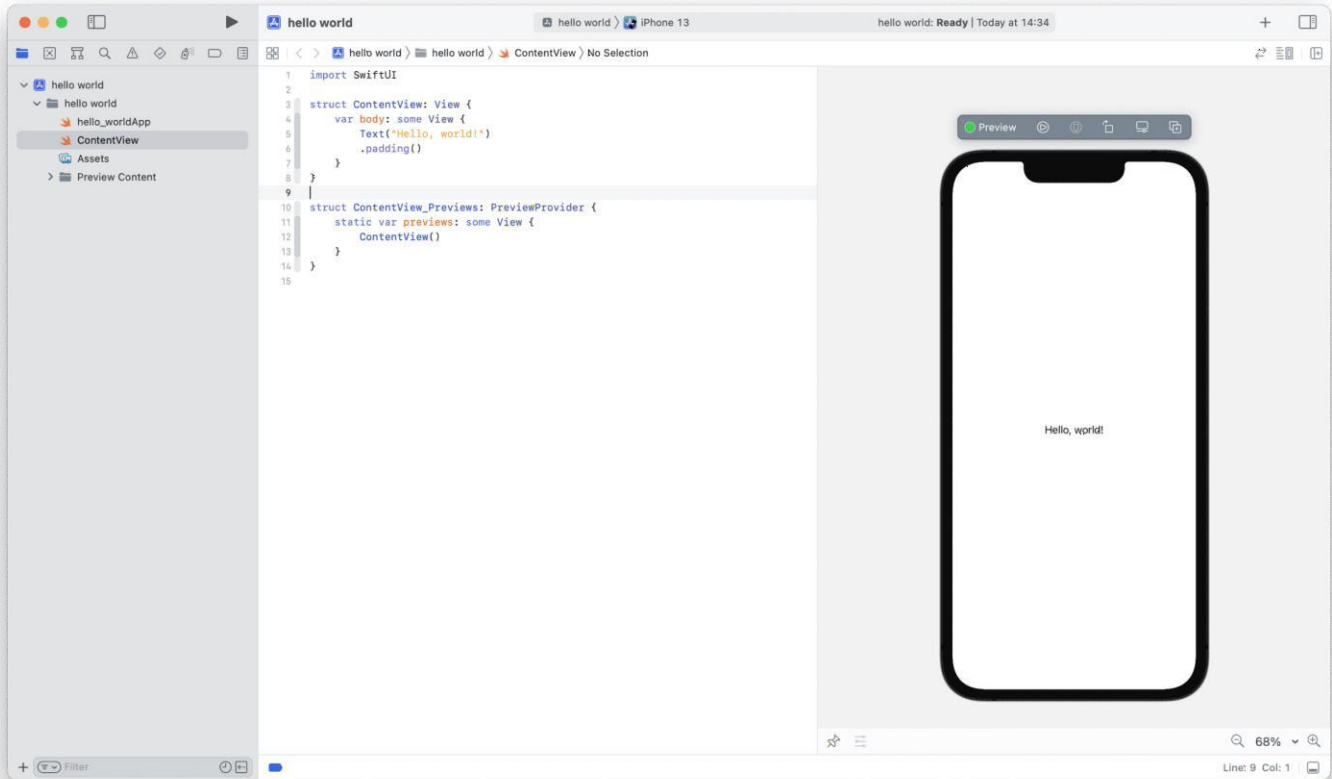 hello world
hello world 〉 iPhone 13
hello world: Ready | Today at 14:34
hello world 〉 hello world 〉 ContentView 〉 No Selection
hello world
hello world
hello_worldApp
ContentView
Assets
Preview Content
1 import SwiftUI
2
3 struct ContentView: View {
4     var body: some View {
5         Text("Hello, world!")
6         .padding()
7     }
8 }
9
10 struct ContentView_Previews: PreviewProvider {
11     static var previews: some View {
12         ContentView()
13     }
14 }
15
Preview
Hello, world!
68%
Filter
Line: 9 Col: 1